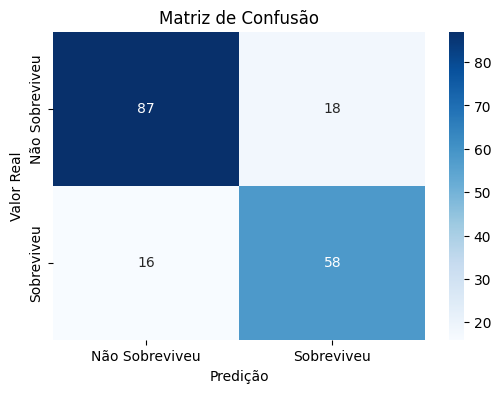 Matriz de Confusão
Valor Real
Não Sobreviveu
Sobreviveu
87
18
16
58
Não Sobreviveu
Sobreviveu
Predição
80
70
60
50
40
30
20